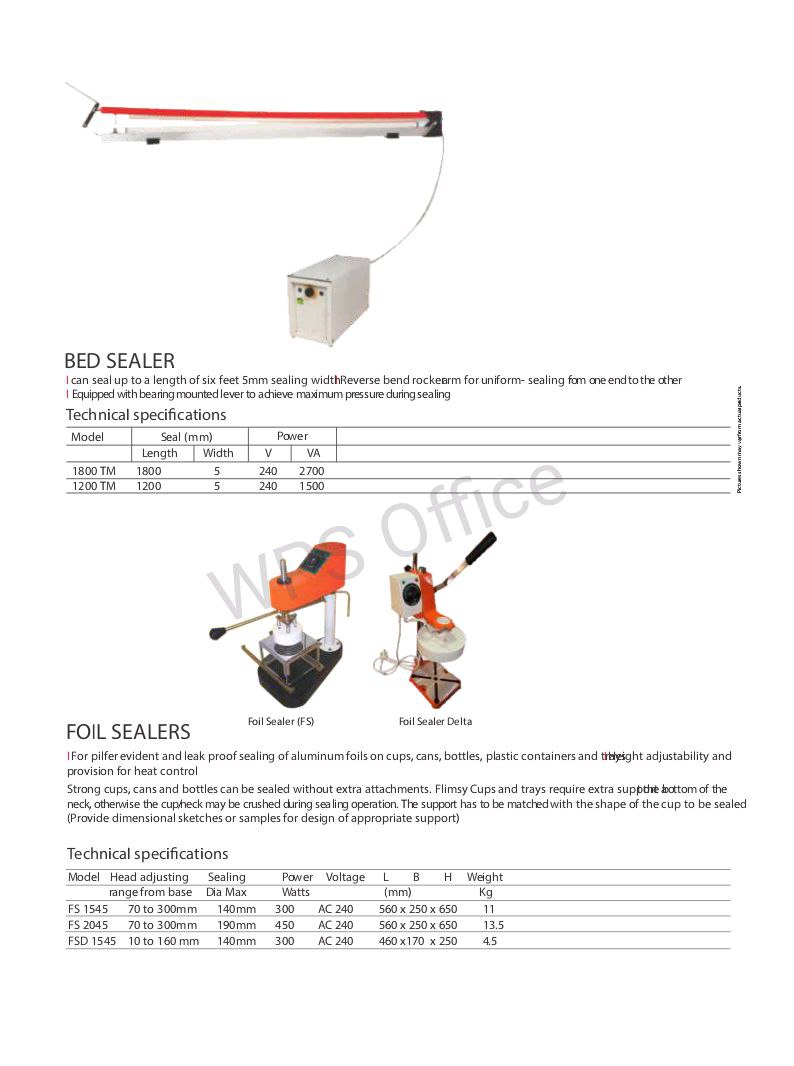 BED SEALER
l can seal up to a length of six feet 5mm sealing width l Reverse bend rocker arm for uniform- sealing from one end to the other
l Equipped with bearing mounted lever to achieve maximum pressure during sealing
Technical specifications
Model Seal (mm) Power
Length Width V VA
1800 TM 1800 5 240 2700
1200 TM 1200 5 240 1500
Pictures shown may vary from actual products.
WPS Office
Foil Sealer (FS) Foil Sealer Delta
FOIL SEALERS
l For pilfer evident and leak proof sealing of aluminum foils on cups, cans, bottles, plastic containers and trays. l Height adjustability and
provision for heat control
Strong cups, cans and bottles can be sealed without extra attachments. Flimsy Cups and trays require extra support the bottom of the
neck, otherwise the cup/neck may be crushed during sealing operation. The support has to be matched with the shape of the cup to be sealed
(Provide dimensional sketches or samples for design of appropriate support)
Technical specifications
Model Head adjusting Sealing Power Voltage L B H Weight
range from base Dia Max Watts (mm) Kg
FS 1545 70 to 300mm 140mm 300 AC 240 560 x 250 x 650 11
FS 2045 70 to 300mm 190mm 450 AC 240 560 x 250 x 650 13.5
FSD 1545 10 to 160 mm 140mm 300 AC 240 460 x170 x 250 4.5